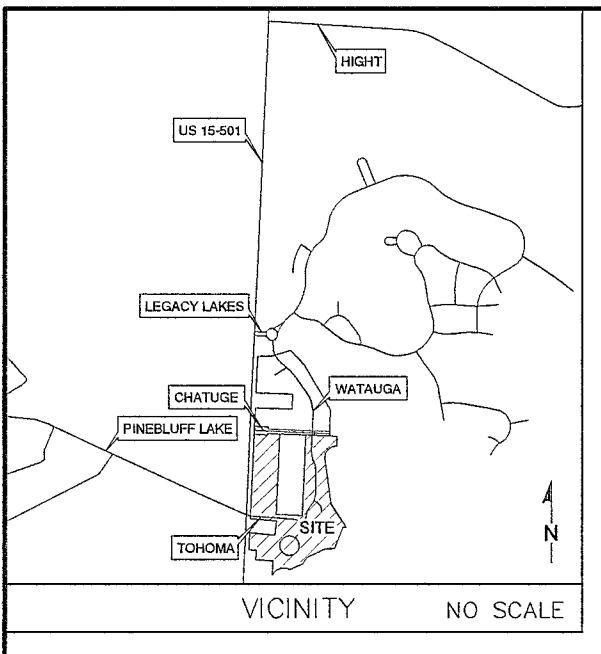 HIGHT
US 15-501
LEGACY LAKES
CHATUGE
WATAUGA
PINEBLUFF LAKE
SITE
TOHOMA
N
VICINITY NO SCALE